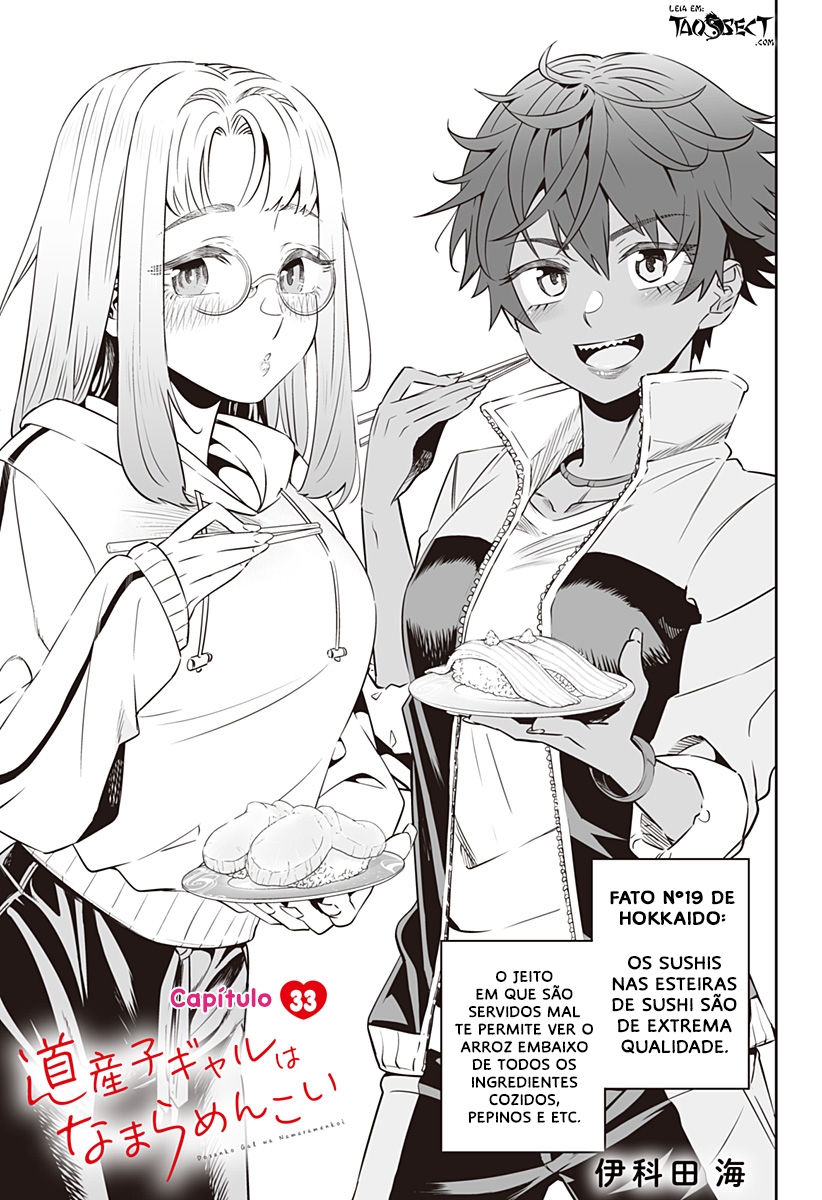 LEIA EM:
TAOSECT
.COM
FATO Nº19 DE
HOKKAIDO:
OS SUSHIS
NAS ESTEIRAS
DE SUSHI SÃO
DE EXTREMA
QUALIDADE.
O JEITO
EM QUE SÃO
SERVIDOS MAL
TE PERMITE VER O
ARROZ EMBAIXO
DE TODOS OS
INGREDIENTES
COZIDOS,
PEPINOS E ETC.
Capítulo 33
道産子ギャルは
なまらめんこい
Dosanko Gal wa Namaramenkoi
伊科田 海